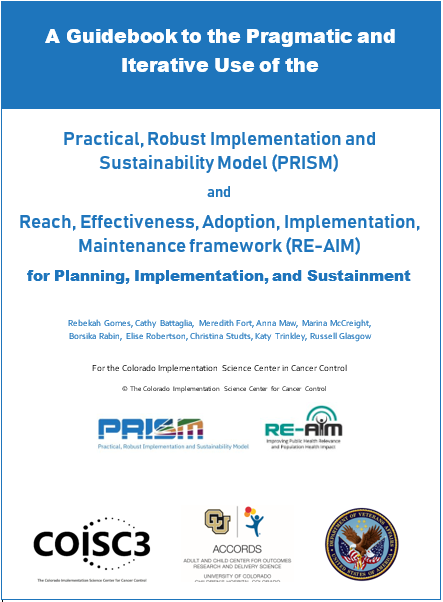 A Guidebook to the Pragmatic and
Iterative Use of the
Practical, Robust Implementation and
Sustainability Model (PRISM)
and
Reach, Effectiveness, Adoption, Implementation,
Maintenance framework (RE-AIM)
for Planning, Implementation, and Sustainment
Rebekah Gomes, Cathy Battaglia, Meredith Fort, Anna Maw, Marina McCreight,
Borsika Rabin, Elise Robertson, Christina Studts, Katy Trinkley, Russell Glasgow
For the Colorado Implementation Science Center in Cancer Control
© The Colorado Implementation Science Center for Cancer Control
PRISM
Practical, Robust Implementation and Sustainability Model
RE-AIM
Improving Public Health Relevance
and Population Health Impact
COISC3
The Colorado Implementation Science Center for Cancer Control
CU
ACCORDS
ADULT AND CHILD CENTER FOR OUTCOMES
RESEARCH AND DELIVERY SCIENCE
UNIVERSITY OF COLORADO
DEPARTMENT OF VETERANS AFFAIRS
UNITED STATES OF AMERICA